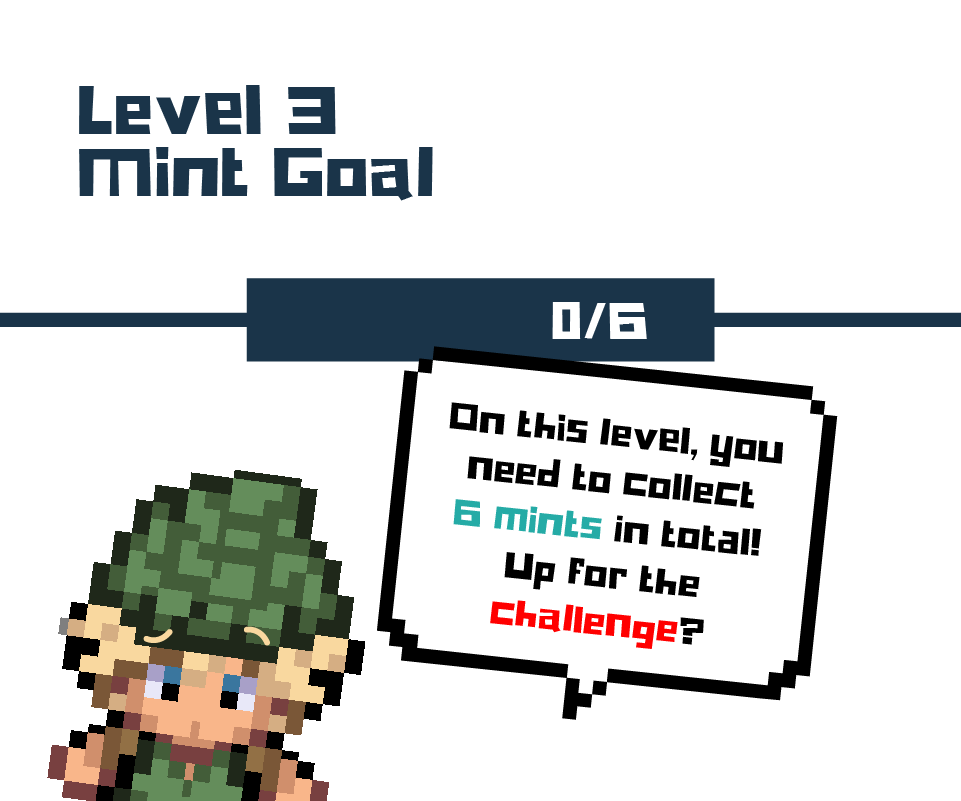 Level 3
Mint Goal
0/6
On this level, you
need to collect
6 mints in total!
Up for the
challenge?